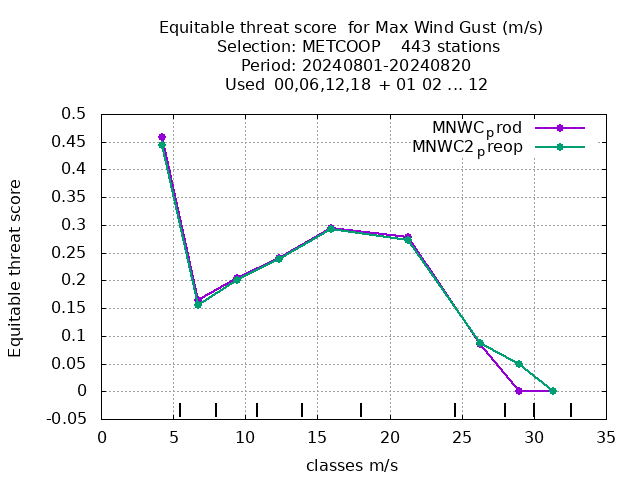 Equitable threat score  for Max Wind Gust (m/s)
Selection: METCOOP    443 stations
Period: 20240801-20240820
Used  00,06,12,18  + 01 02 ... 12
MNWC_prod
MNWC2_preop
0.5
0.45
0.4
0.35
0.3
0.25
0.2
0.15
0.1
0.05
0
-0.05
Equitable threat score
0 5 10 15 20 25 30 35
classes m/s